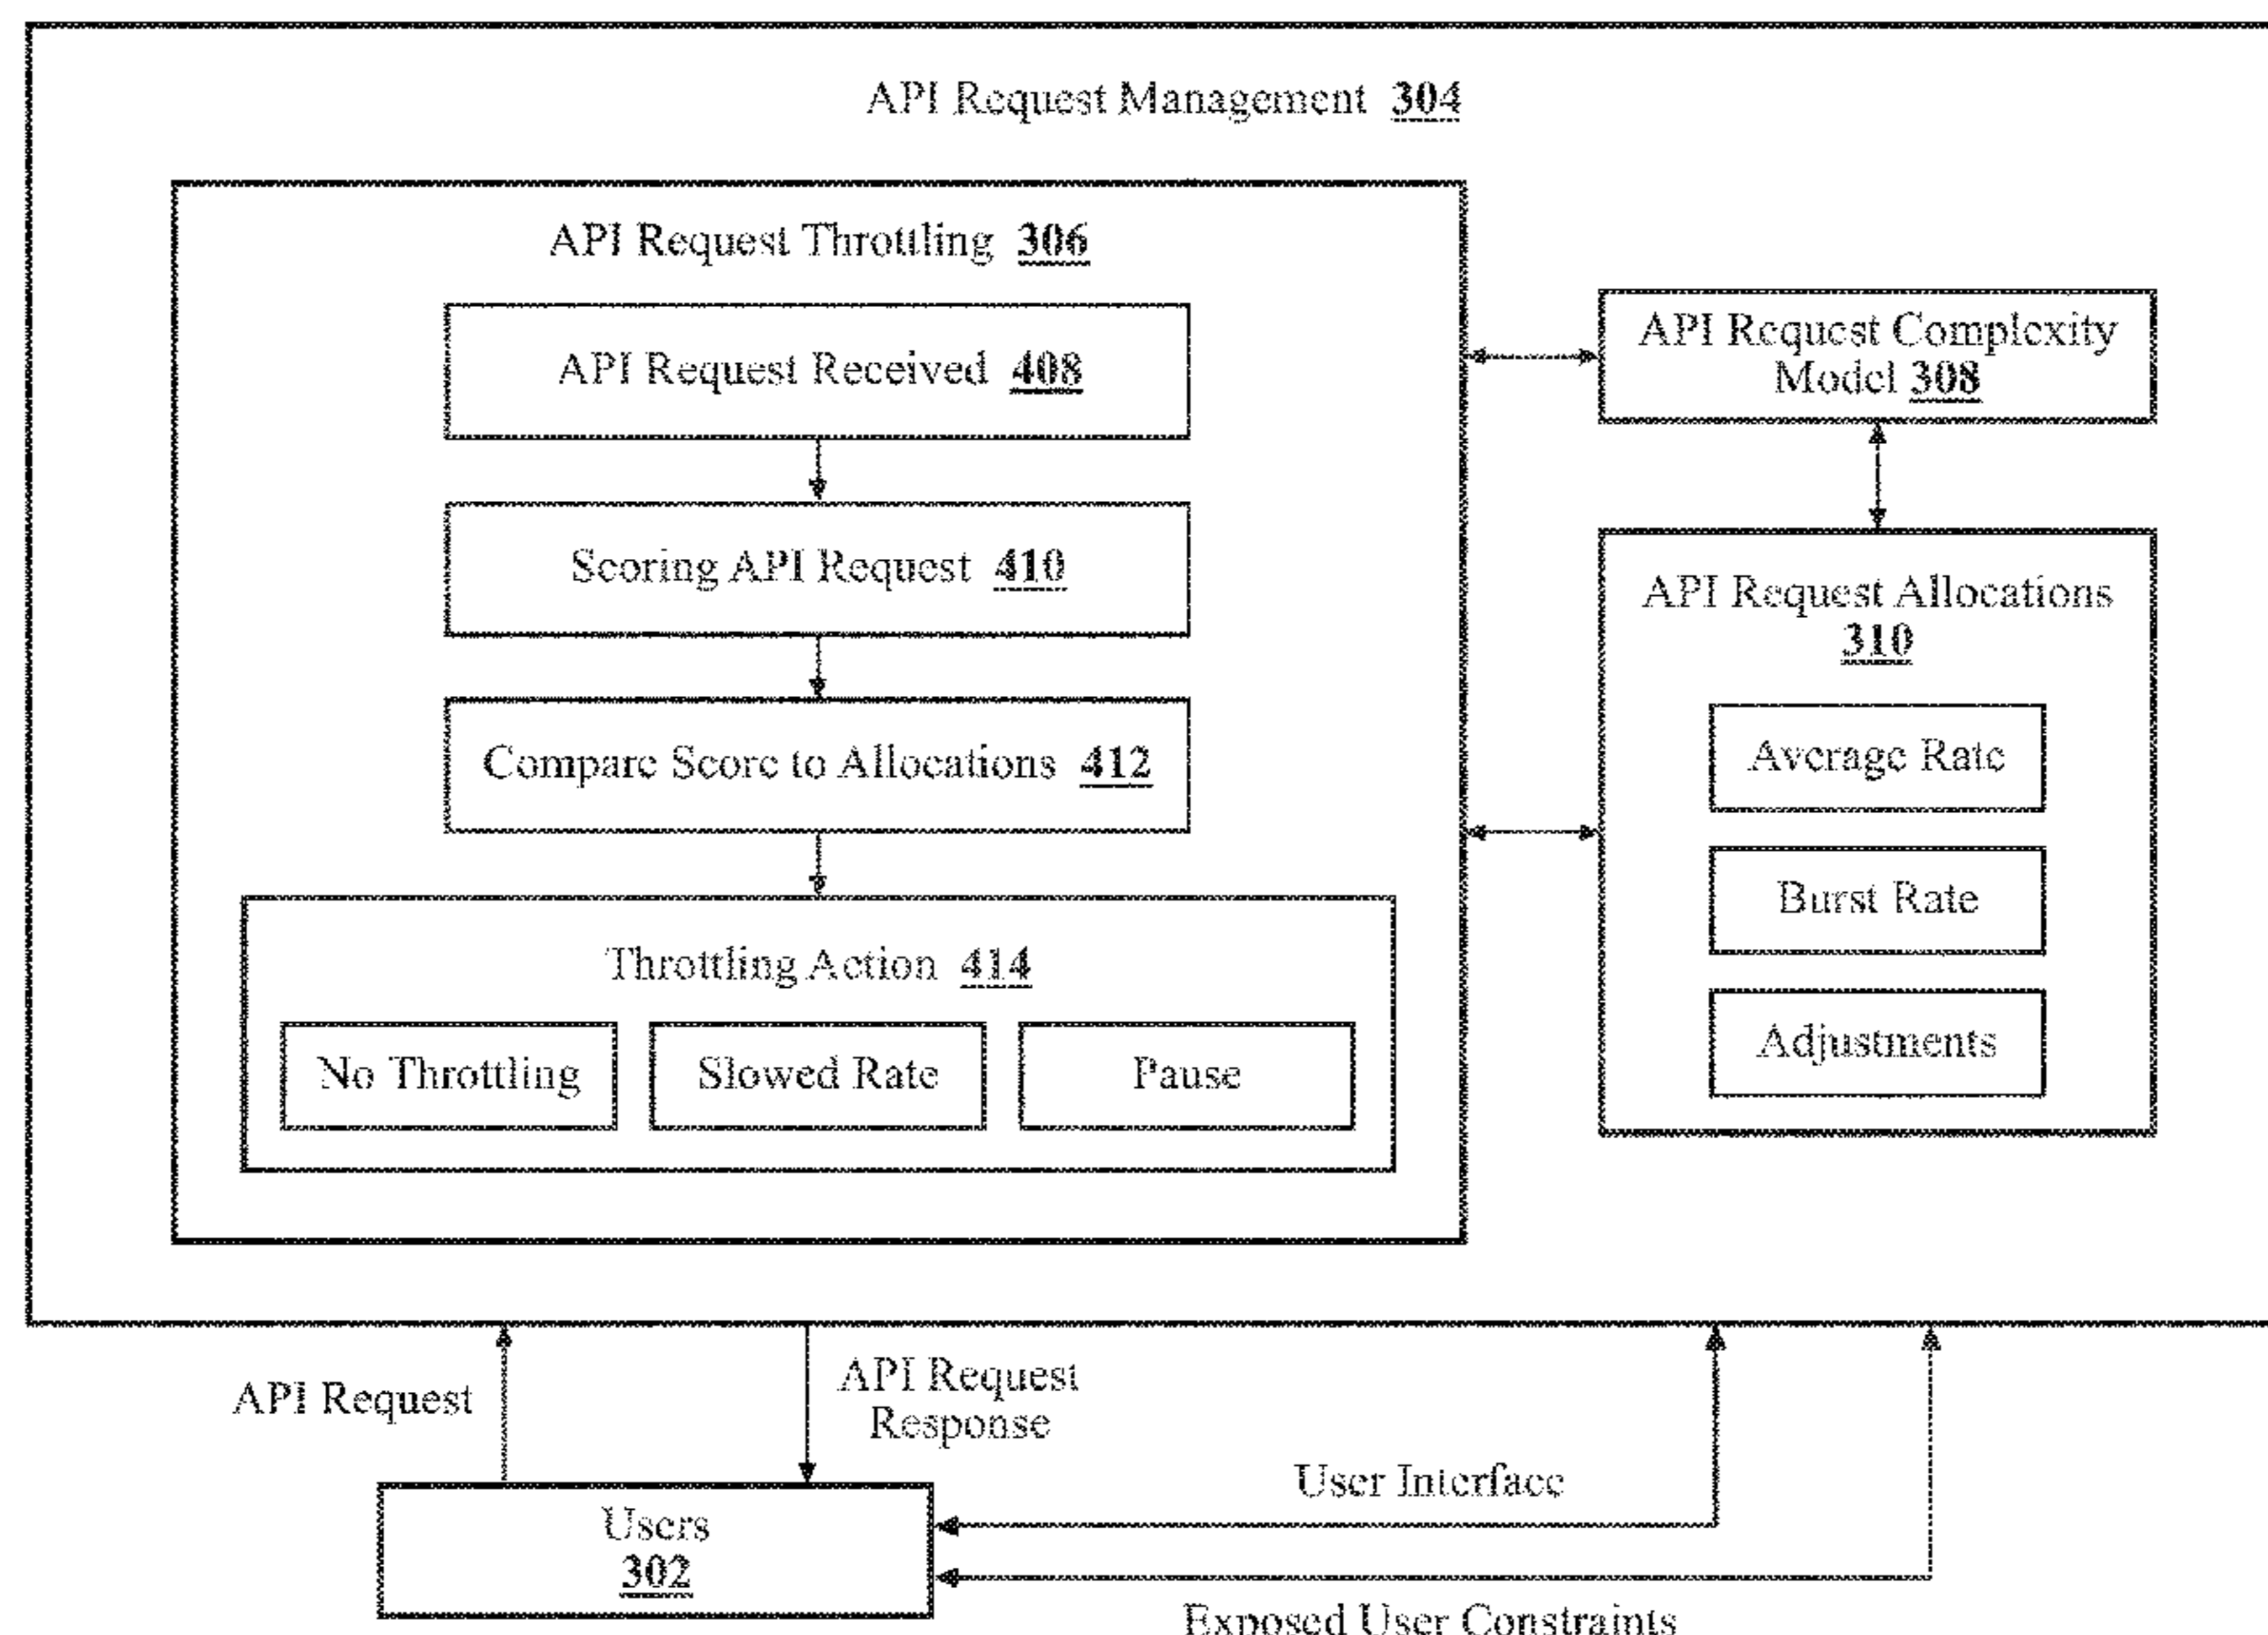 API Request Management 304
API Request Throttling 306
API Request Received 408
Scoring API Request 410
Compare Score to Allocations 412
Throttling Action 414
No Throttling
Slowed Rate
Pause
API Request Complexity
Model 308
API Request Allocations
310
Average Rate
Burst Rate
Adjustments
API Request
API Request
Response
User Interface
Users
302
Exposed User Constraints